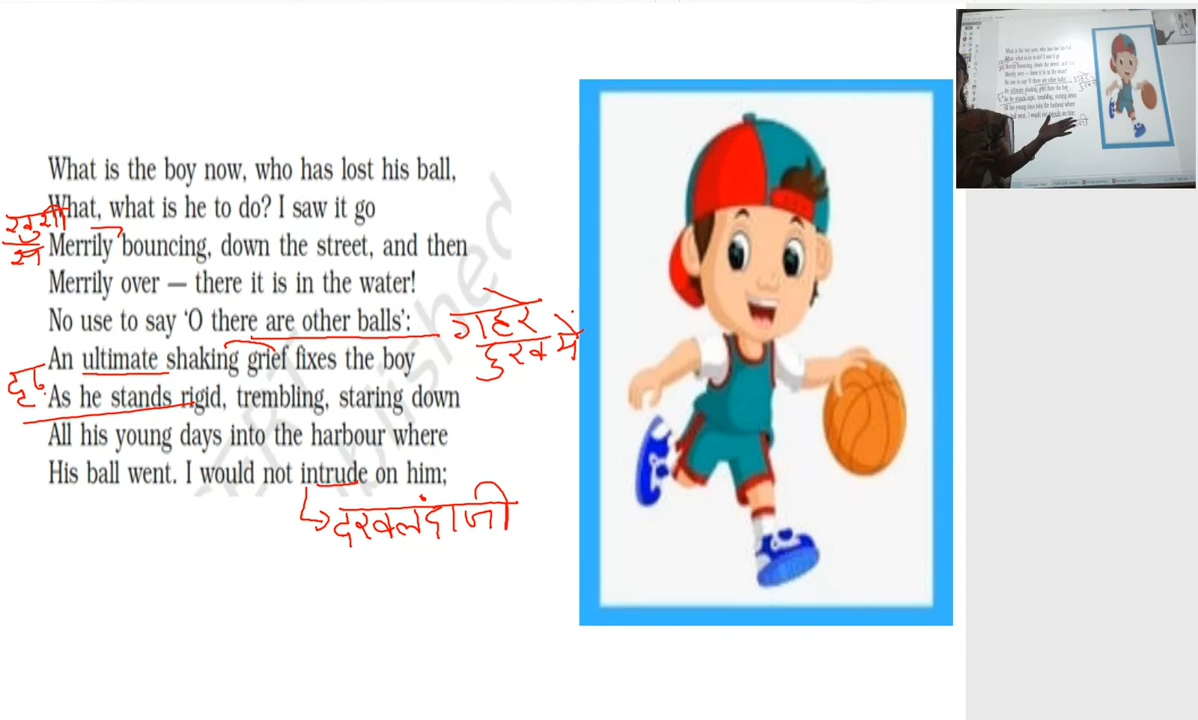 What is the boy now, who has lost his ball,
What, what is he to do? I saw it go
खुशी
से
Merrily bouncing, down the street, and then
Merrily over — there it is in the water!
No use to say ‘O there are other balls’:
गहरे
दुख में
An ultimate shaking grief fixes the boy
दृढ़
As he stands rigid, trembling, staring down
All his young days into the harbour where
His ball went. I would not intrude on him;
दखलंदाजी